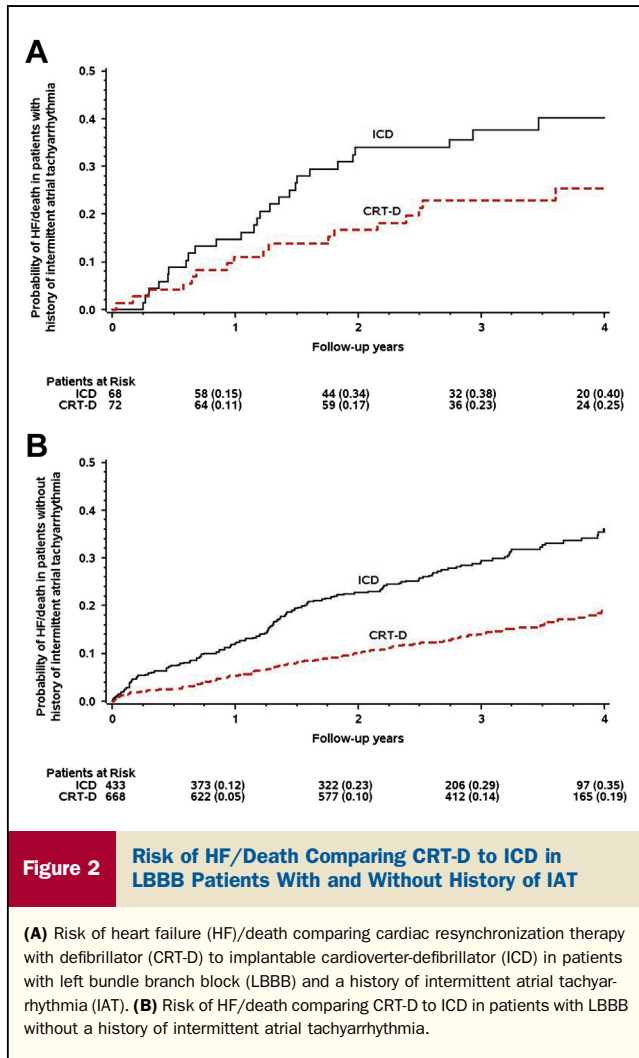 A
Probability of HF/death in patients with
history of intermittent atrial tachyarrhythmia
0.5
0.4
0.3
0.2
0.1
0.0
ICD
CRT-D
0 1 2 3 4
Follow-up years
Patients at Risk
ICD 68 58 (0.15) 44 (0.34) 32 (0.38) 20 (0.40)
CRT-D 72 64 (0.11) 59 (0.17) 36 (0.23) 24 (0.25)
B
Probability of HF/death in patients without
history of intermittent atrial tachyarrhythmia
0.5
0.4
0.3
0.2
0.1
0.0
ICD
CRT-D
0 1 2 3 4
Follow-up years
Patients at Risk
ICD 433 373 (0.12) 322 (0.23) 206 (0.29) 97 (0.35)
CRT-D 668 622 (0.05) 577 (0.10) 412 (0.14) 165 (0.19)
Figure 2
Risk of HF/Death Comparing CRT-D to ICD in
LBBB Patients With and Without History of IAT
(A) Risk of heart failure (HF)/death comparing cardiac resynchronization therapy
with defibrillator (CRT-D) to implantable cardioverter-defibrillator (ICD) in patients
with left bundle branch block (LBBB) and a history of intermittent atrial tachyar-
rhythmia (IAT). (B) Risk of HF/death comparing CRT-D to ICD in patients with LBBB
without a history of intermittent atrial tachyarrhythmia.